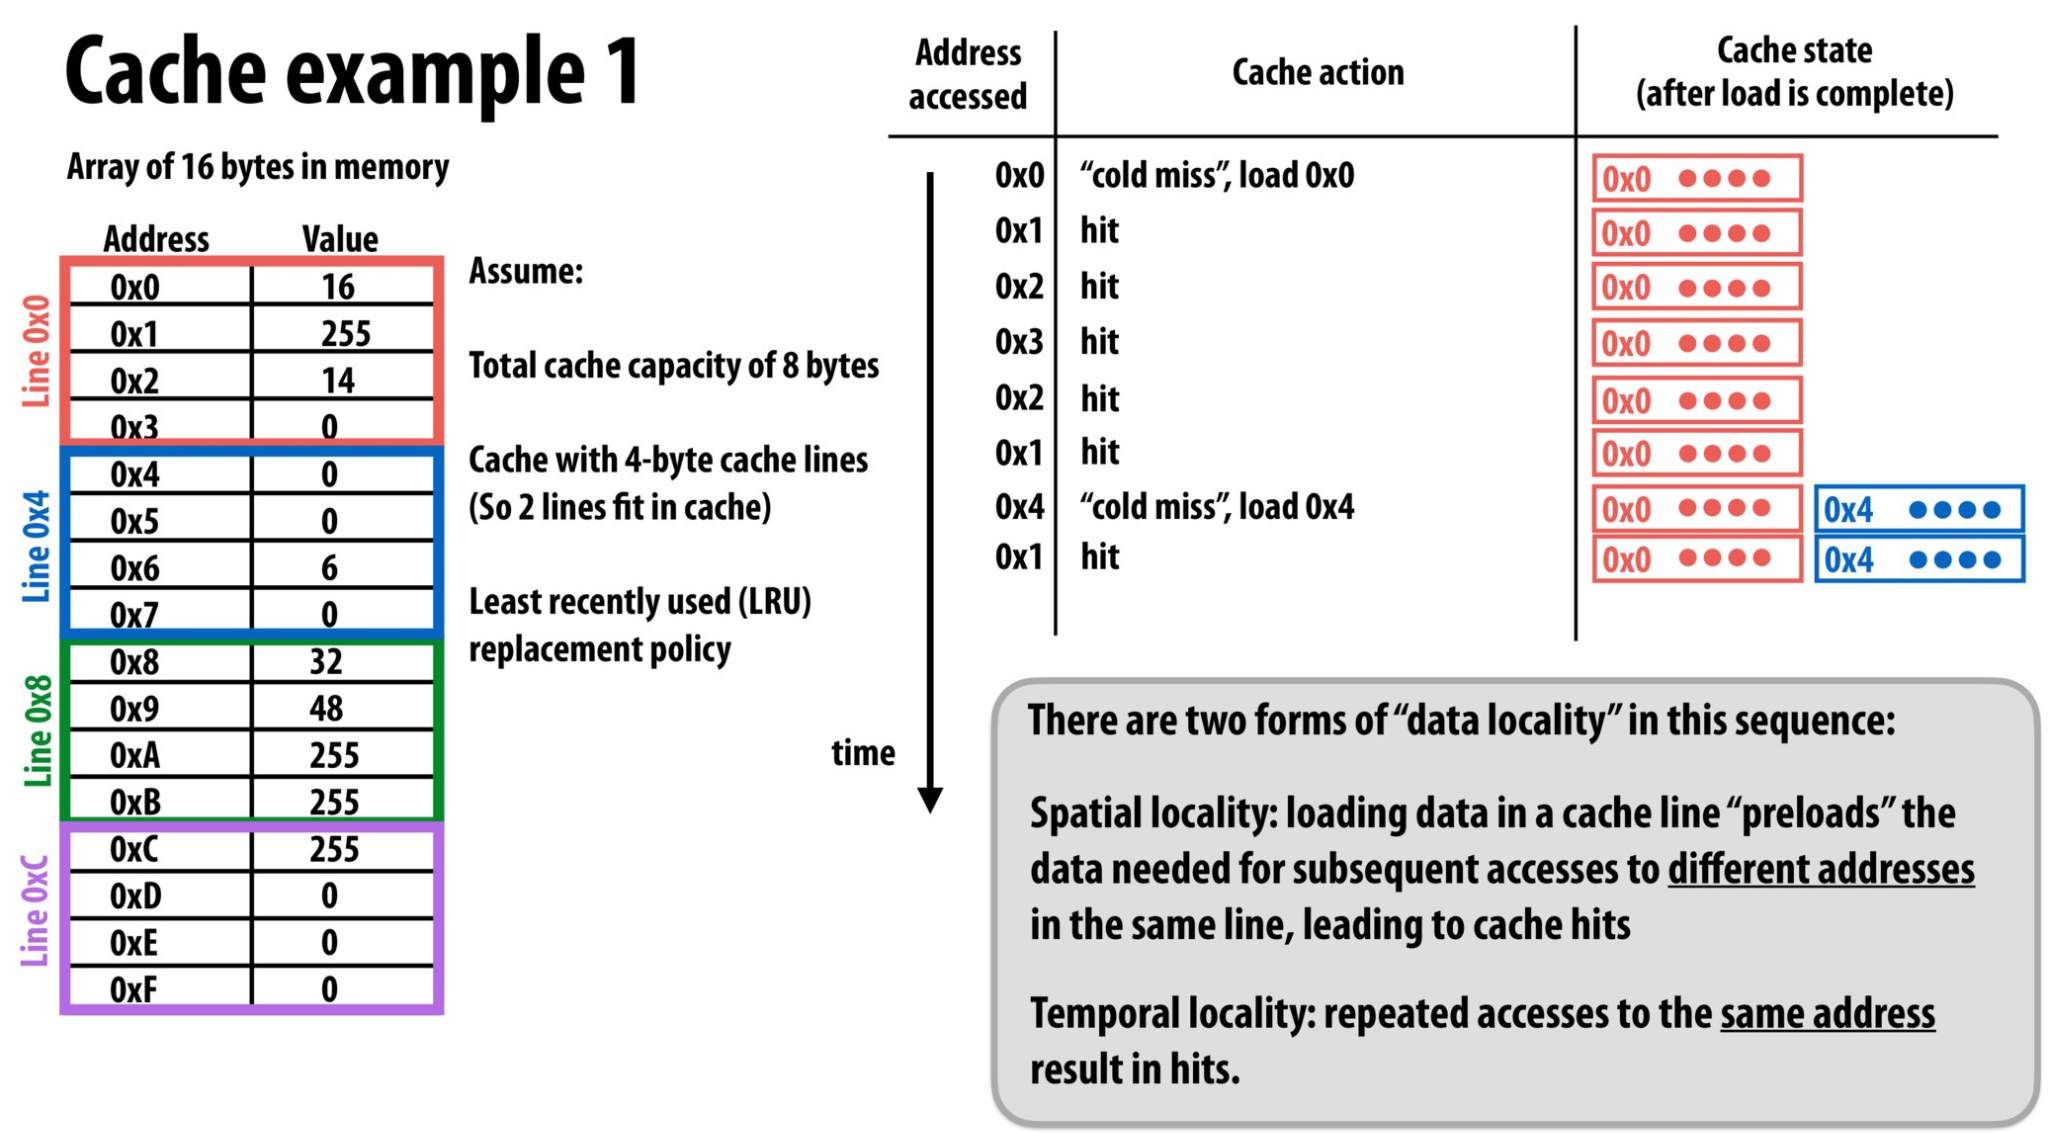 Cache example 1
Array of 16 bytes in memory
Address Value
Line 0x0
0x0 16
0x1 255
0x2 14
0x3 0
Line 0x4
0x4 0
0x5 0
0x6 6
0x7 0
Line 0x8
0x8 32
0x9 48
0xA 255
0xB 255
Line 0xC
0xC 255
0xD 0
0xE 0
0xF 0
Assume:
Total cache capacity of 8 bytes
Cache with 4-byte cache lines
(So 2 lines fit in cache)
Least recently used (LRU)
replacement policy
time
Address
accessed
Cache action
Cache state
(after load is complete)
0x0 “cold miss”, load 0x0 0x0
0x1 hit 0x0
0x2 hit 0x0
0x3 hit 0x0
0x2 hit 0x0
0x1 hit 0x0
0x4 “cold miss”, load 0x4 0x0 0x4
0x1 hit 0x0 0x4
There are two forms of “data locality” in this sequence:
Spatial locality: loading data in a cache line “preloads” the
data needed for subsequent accesses to different addresses
in the same line, leading to cache hits
Temporal locality: repeated accesses to the same address
result in hits.